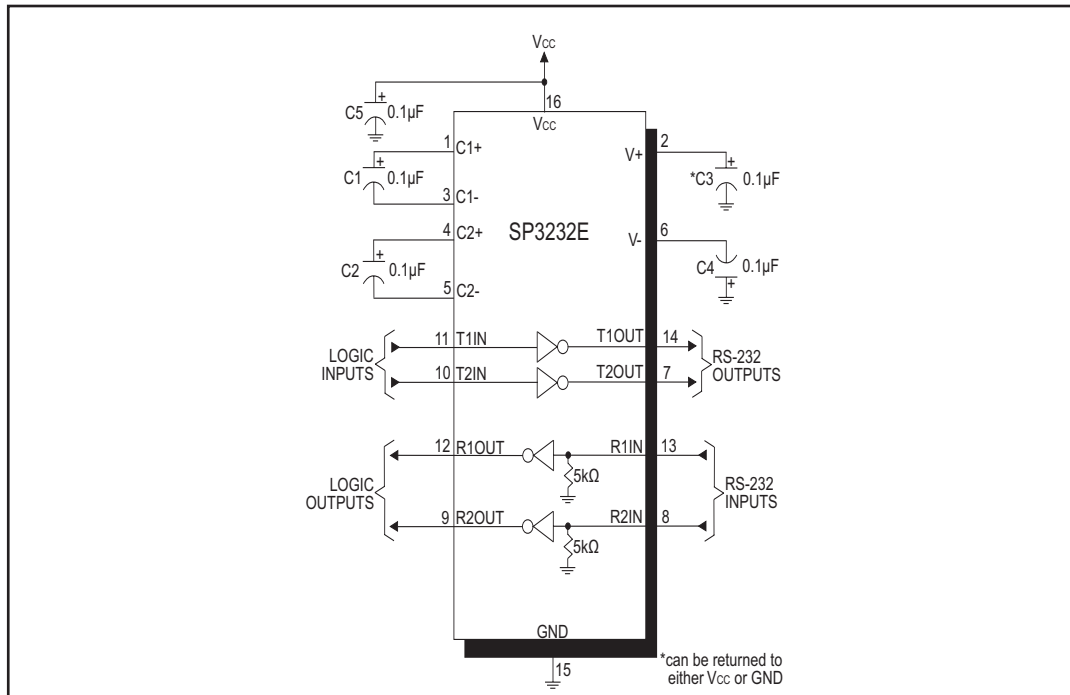 VCC
+
C5
0.1µF
16
VCC
1
C1+
+
C1
0.1µF
3
C1-
4
C2+
+
C2
0.1µF
5
C2-
SP3232E
V+
2
+
*C3
0.1µF
V-
6
C4
0.1µF
+
LOGIC
INPUTS
11
T1IN
T1OUT
14
10
T2IN
T2OUT
7
RS-232
OUTPUTS
LOGIC
OUTPUTS
12
R1OUT
R1IN
13
5kΩ
9
R2OUT
R2IN
8
5kΩ
RS-232
INPUTS
GND
15
*can be returned to
either VCC or GND